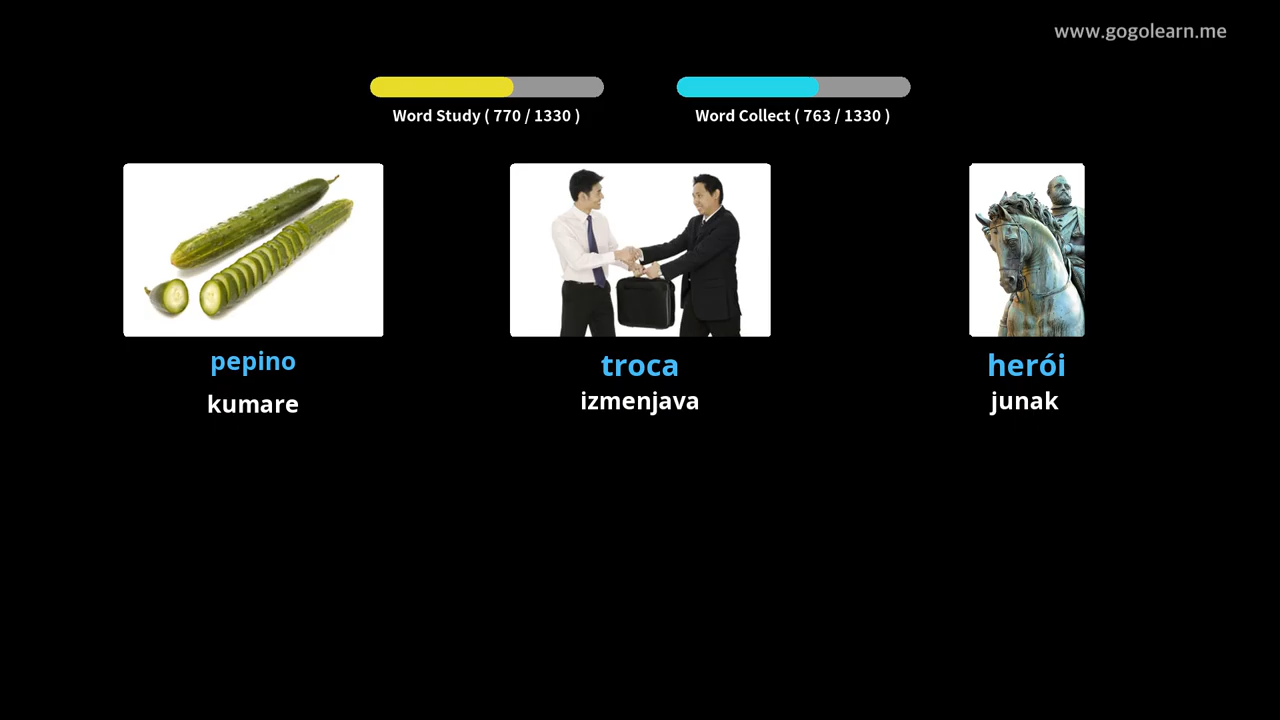 www.gogolearn.me
Word Study ( 770 / 1330 )
Word Collect ( 763 / 1330 )
pepino
troca
herói
kumare
izmenjava
junak